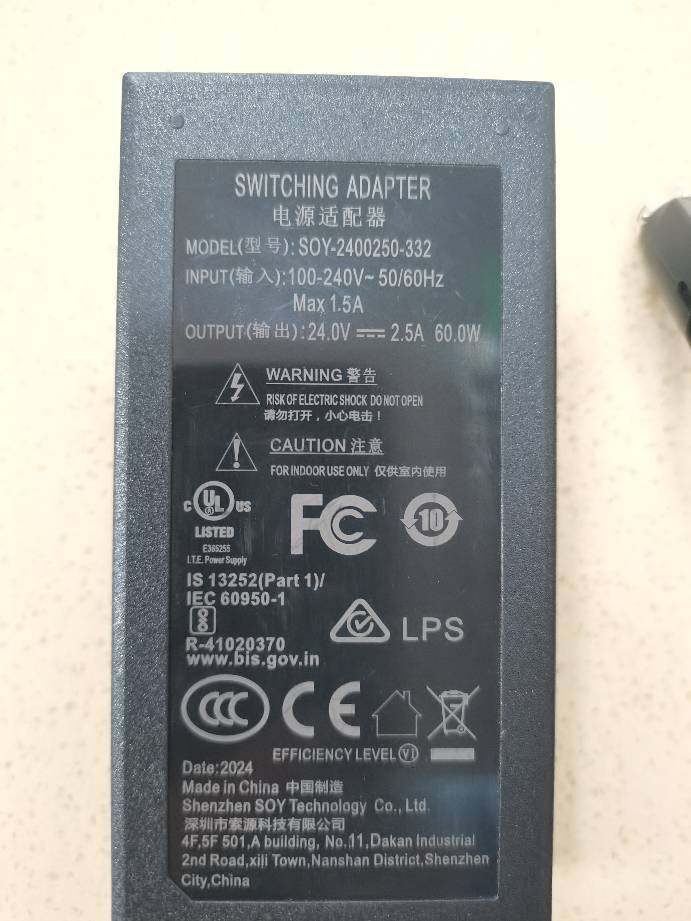 SWITCHING ADAPTER
电源适配器
MODEL(型号): SOY-2400250-332
INPUT(输入):100-240V~ 50/60Hz
Max 1.5A
OUTPUT(输出):24.0V ⎓ 2.5A 60.0W
WARNING 警告
RISK OF ELECTRIC SHOCK DO NOT OPEN
请勿打开，小心电击！
CAUTION 注意
FOR INDOOR USE ONLY 仅供室内使用
C UL US
LISTED
E365255
I.T.E. Power Supply
FC
10
IS 13252(Part 1)/
IEC 60950-1
R-41020370
www.bis.gov.in
LPS
CCC CE
EFFICIENCY LEVEL VI
Date:2024
Made in China 中国制造
Shenzhen SOY Technology Co., Ltd.
深圳市索源科技有限公司
4F,5F 501,A building, No.11,Dakan Industrial
2nd Road,xili Town,Nanshan District,Shenzhen
City,China